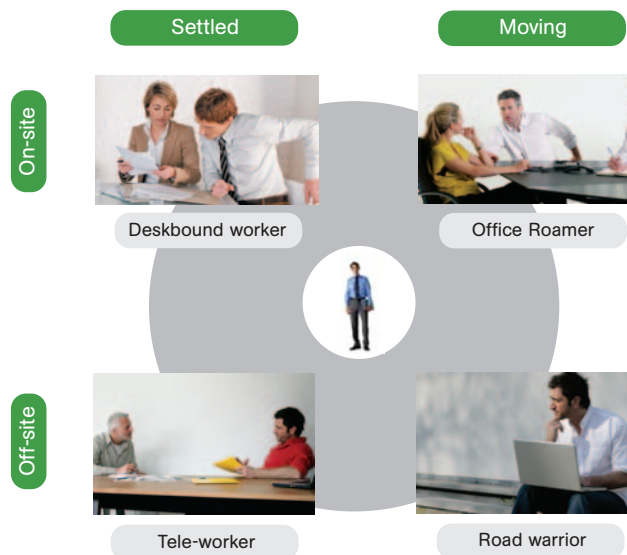 Settled
Moving
On-site
Deskbound worker
Office Roamer
Off-site
Tele-worker
Road warrior